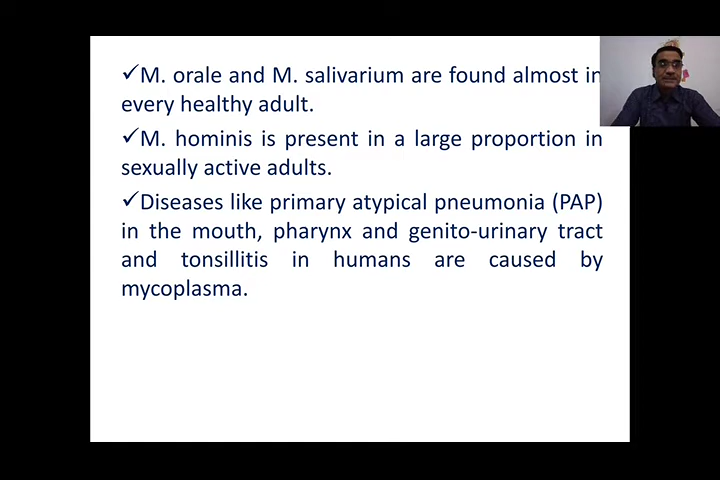 ✓M. orale and M. salivarium are found almost in
every healthy adult.
✓M. hominis is present in a large proportion in
sexually active adults.
✓Diseases like primary atypical pneumonia (PAP)
in the mouth, pharynx and genito-urinary tract
and tonsillitis in humans are caused by
mycoplasma.